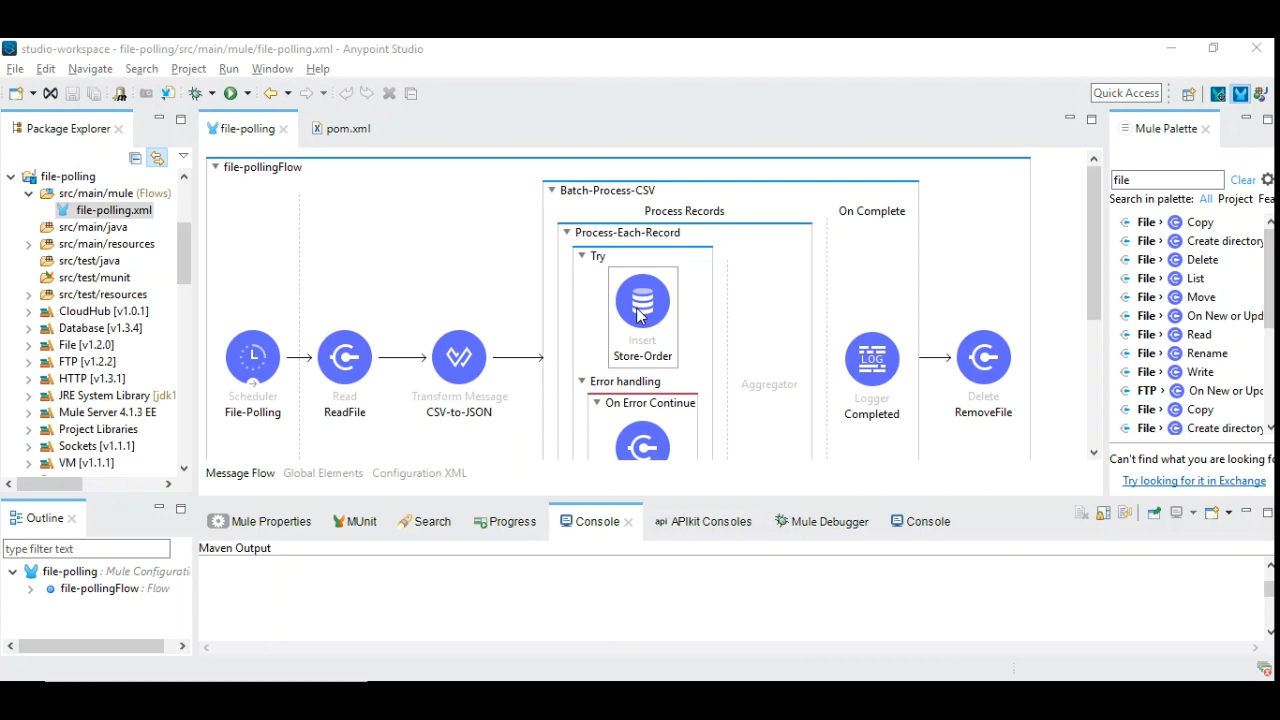 studio-workspace - file-polling/src/main/mule/file-polling.xml - Anypoint Studio
File Edit Navigate Search Project Run Window Help
Quick Access
Package Explorer
file-polling
src/main/mule (Flows)
file-polling.xml
src/main/java
src/main/resources
src/test/java
src/test/munit
src/test/resources
CloudHub [v1.0.1]
Database [v1.3.4]
File [v1.2.0]
FTP [v1.2.2]
HTTP [v1.3.1]
JRE System Library [jdk1
Mule Server 4.1.3 EE
Project Libraries
Sockets [v1.1.1]
VM [v1.1.1]
file-polling
pom.xml
file-pollingFlow
Batch-Process-CSV
Process Records
On Complete
Process-Each-Record
Try
Insert
Store-Order
Error handling
On Error Continue
Aggregator
Scheduler
File-Polling
Read
ReadFile
Transform Message
CSV-to-JSON
LOG
Logger
Completed
Delete
RemoveFile
Message Flow Global Elements Configuration XML
Mule Palette
file
Clear
Search in palette: All Project Fea
File > Copy
File > Create directory
File > Delete
File > List
File > Move
File > On New or Upd
File > Read
File > Rename
File > Write
FTP > On New or Upd
File > Copy
File > Create directory
Can't find what you are looking fo
Try looking for it in Exchange
Outline
type filter text
file-polling : Mule Configurati
file-pollingFlow : Flow
Mule Properties
MUnit
Search
Progress
Console
api APIkit Consoles
Mule Debugger
Console
Maven Output